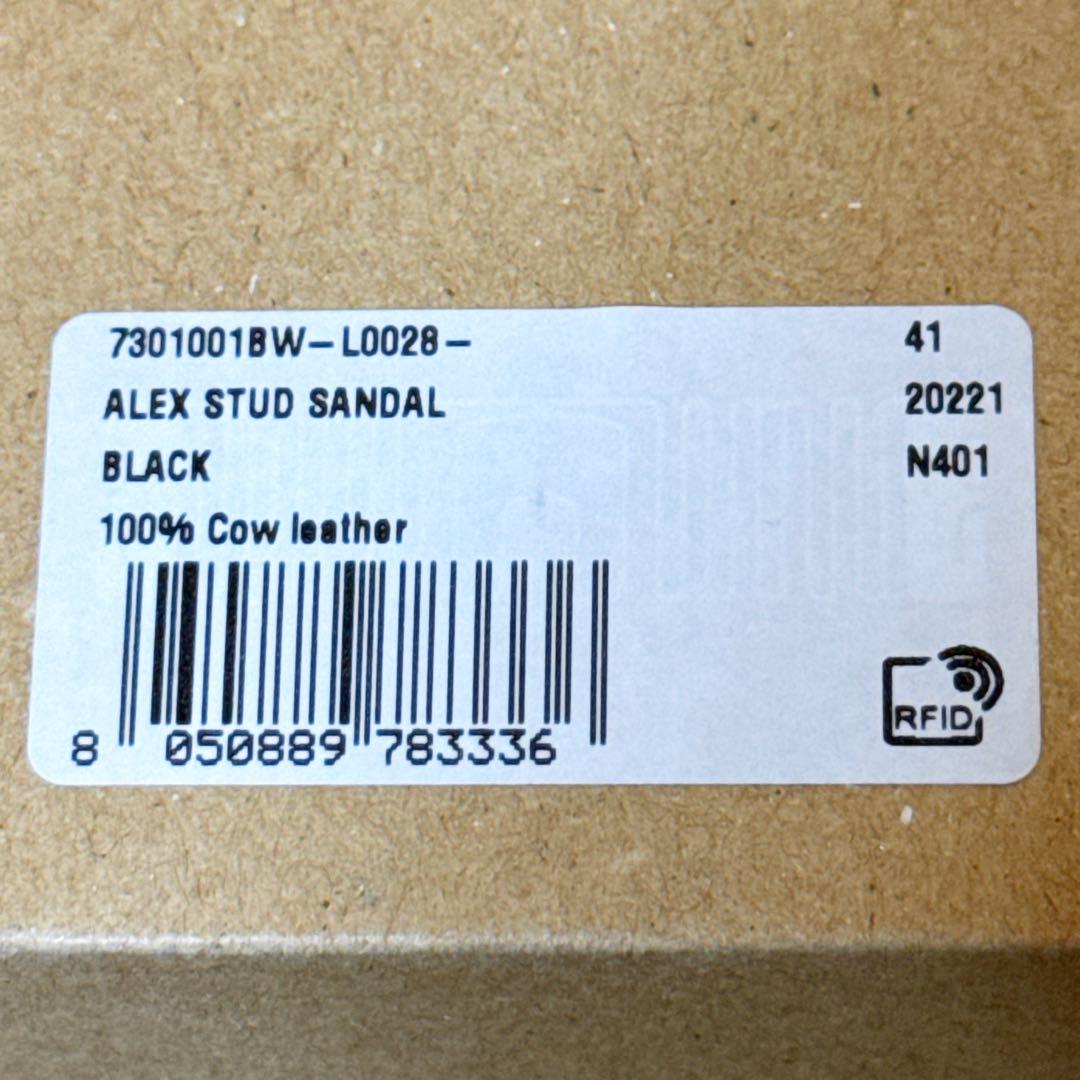 7301001BW-L0028- 41
ALEX STUD SANDAL 20221
BLACK N401
100% Cow leather
8 050889 783336
RFID